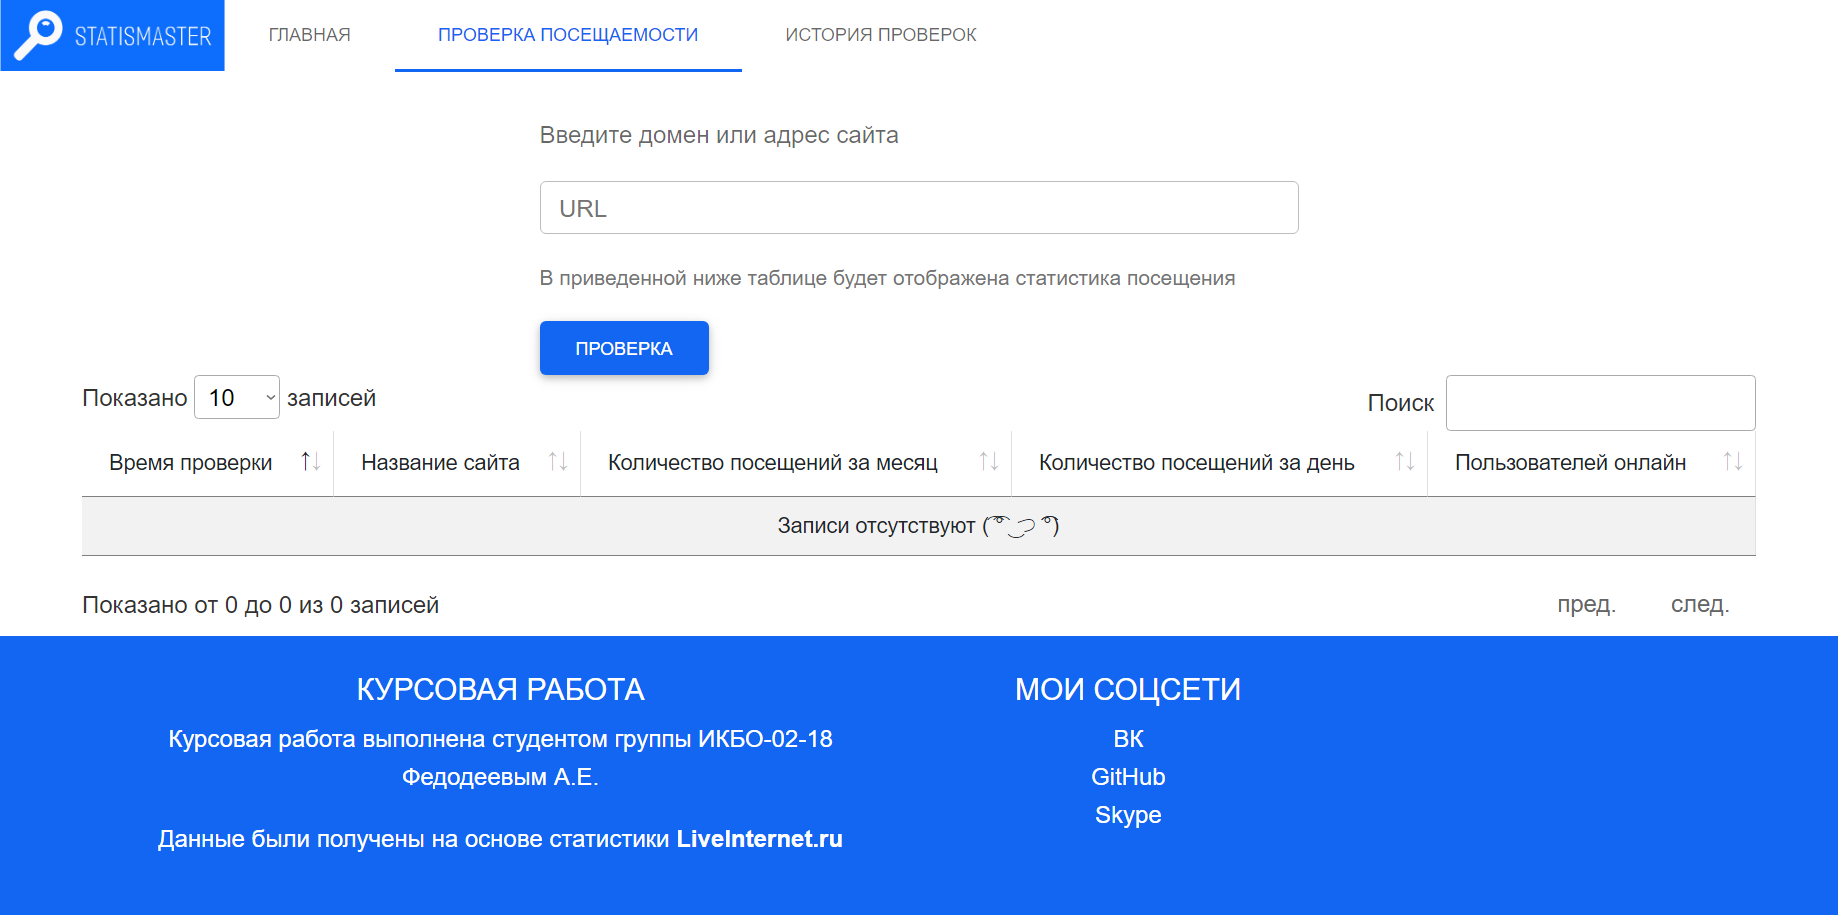 STATISMASTER
ГЛАВНАЯ
ПРОВЕРКА ПОСЕЩАЕМОСТИ
ИСТОРИЯ ПРОВЕРОК
Введите домен или адрес сайта
URL
В приведенной ниже таблице будет отображена статистика посещения
ПРОВЕРКА
Показано 10 записей
Поиск
Время проверки ↑↓ Название сайта ↑↓ Количество посещений за месяц ↑↓ Количество посещений за день ↑↓ Пользователей онлайн ↑↓
Записи отсутствуют ( ͡° ͜ʖ ͡°)
Показано от 0 до 0 из 0 записей
пред. след.
КУРСОВАЯ РАБОТА
Курсовая работа выполнена студентом группы ИКБО-02-18
Федодеевым А.Е.
Данные были получены на основе статистики LiveInternet.ru
МОИ СОЦСЕТИ
ВК
GitHub
Skype